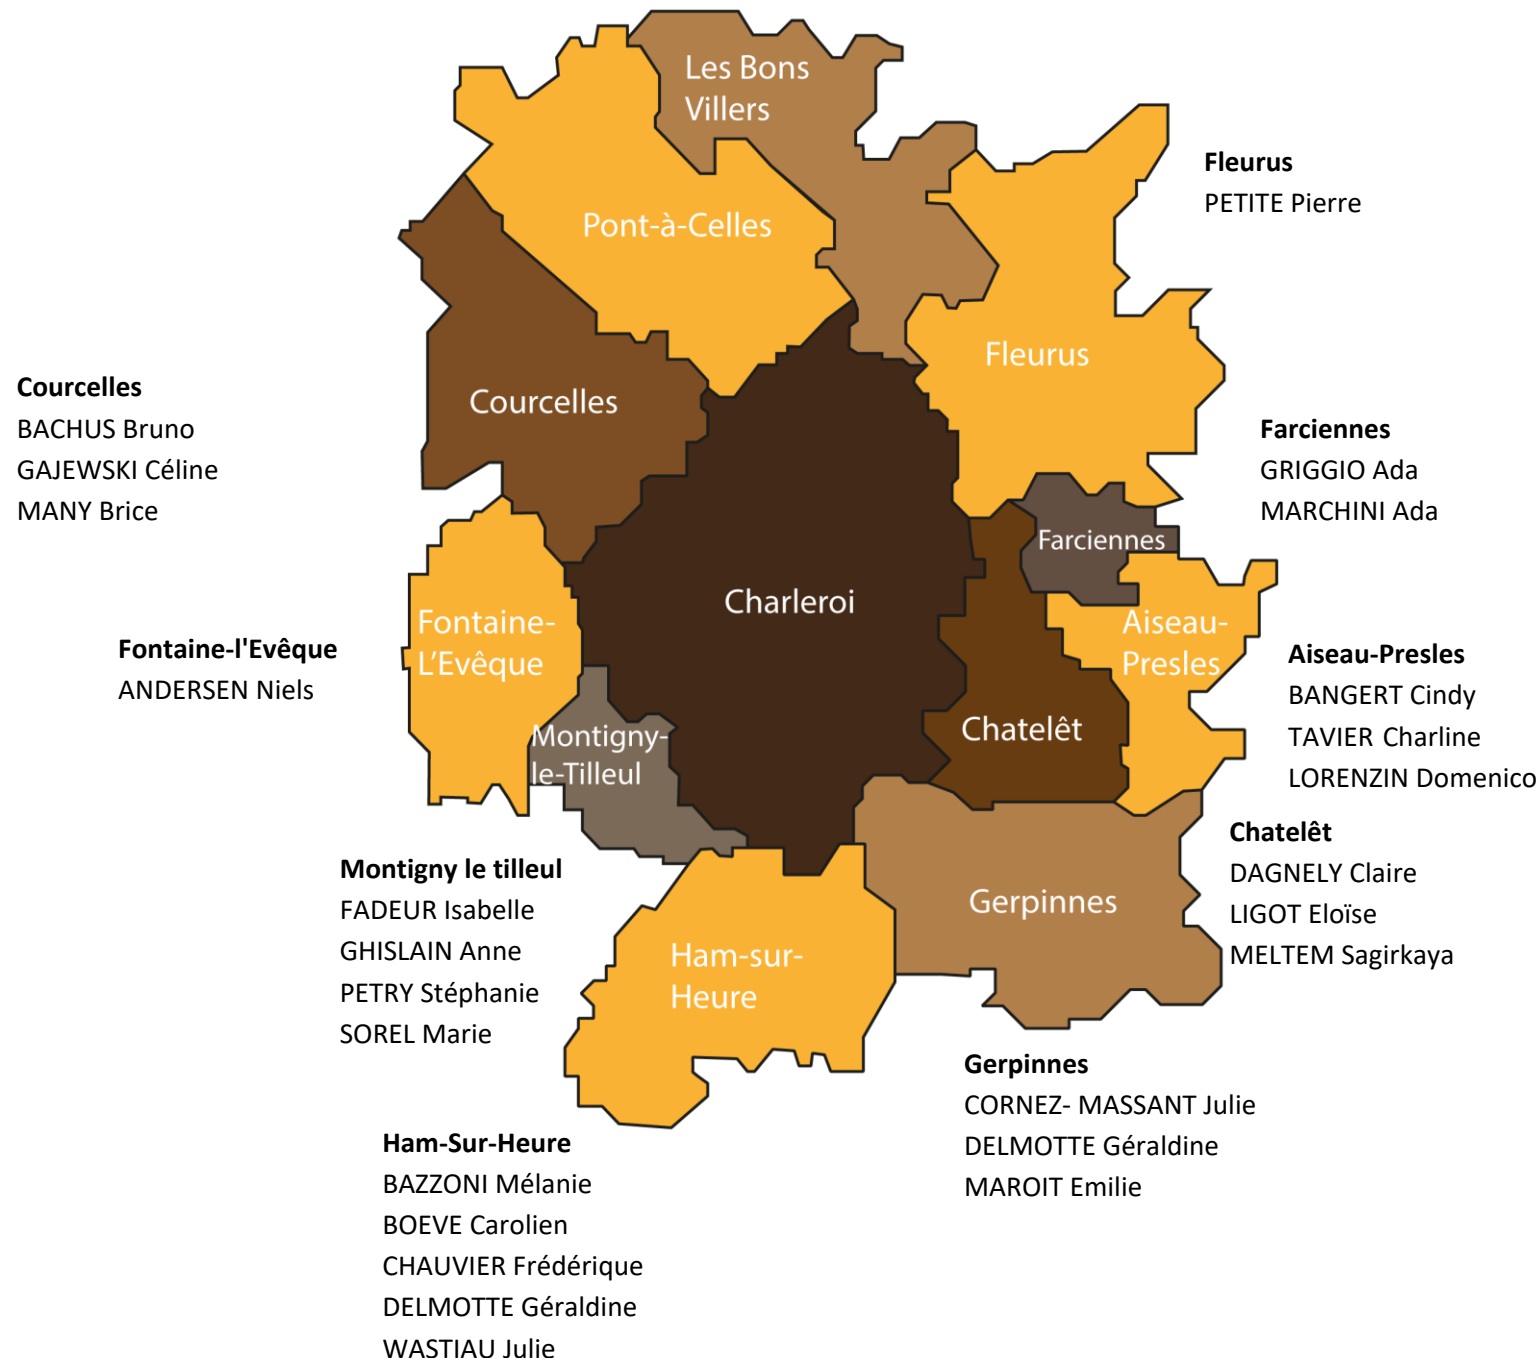 Les Bons
Villers
Pont-à-Celles
Fleurus
PETITE Pierre
Fleurus
Courcelles
BACHUS Bruno
GAJEWSKI Céline
MANY Brice
Courcelles
Farciennes
GRIGGIO Ada
MARCHINI Ada
Farciennes
Charleroi
Fontaine-
L'Evêque
Aiseau-
Presles
Fontaine-l'Evêque
ANDERSEN Niels
Aiseau-Presles
BANGERT Cindy
TAVIER Charline
LORENZIN Domenico
Chatelêt
Montigny-
le-Tilleul
Chatelêt
DAGNELY Claire
LIGOT Eloïse
MELTEM Sagirkaya
Montigny le tilleul
FADEUR Isabelle
GHISLAIN Anne
PETRY Stéphanie
SOREL Marie
Gerpinnes
Ham-sur-
Heure
Gerpinnes
CORNEZ- MASSANT Julie
DELMOTTE Géraldine
MAROIT Emilie
Ham-Sur-Heure
BAZZONI Mélanie
BOEVE Carolien
CHAUVIER Frédérique
DELMOTTE Géraldine
WASTIAU Julie